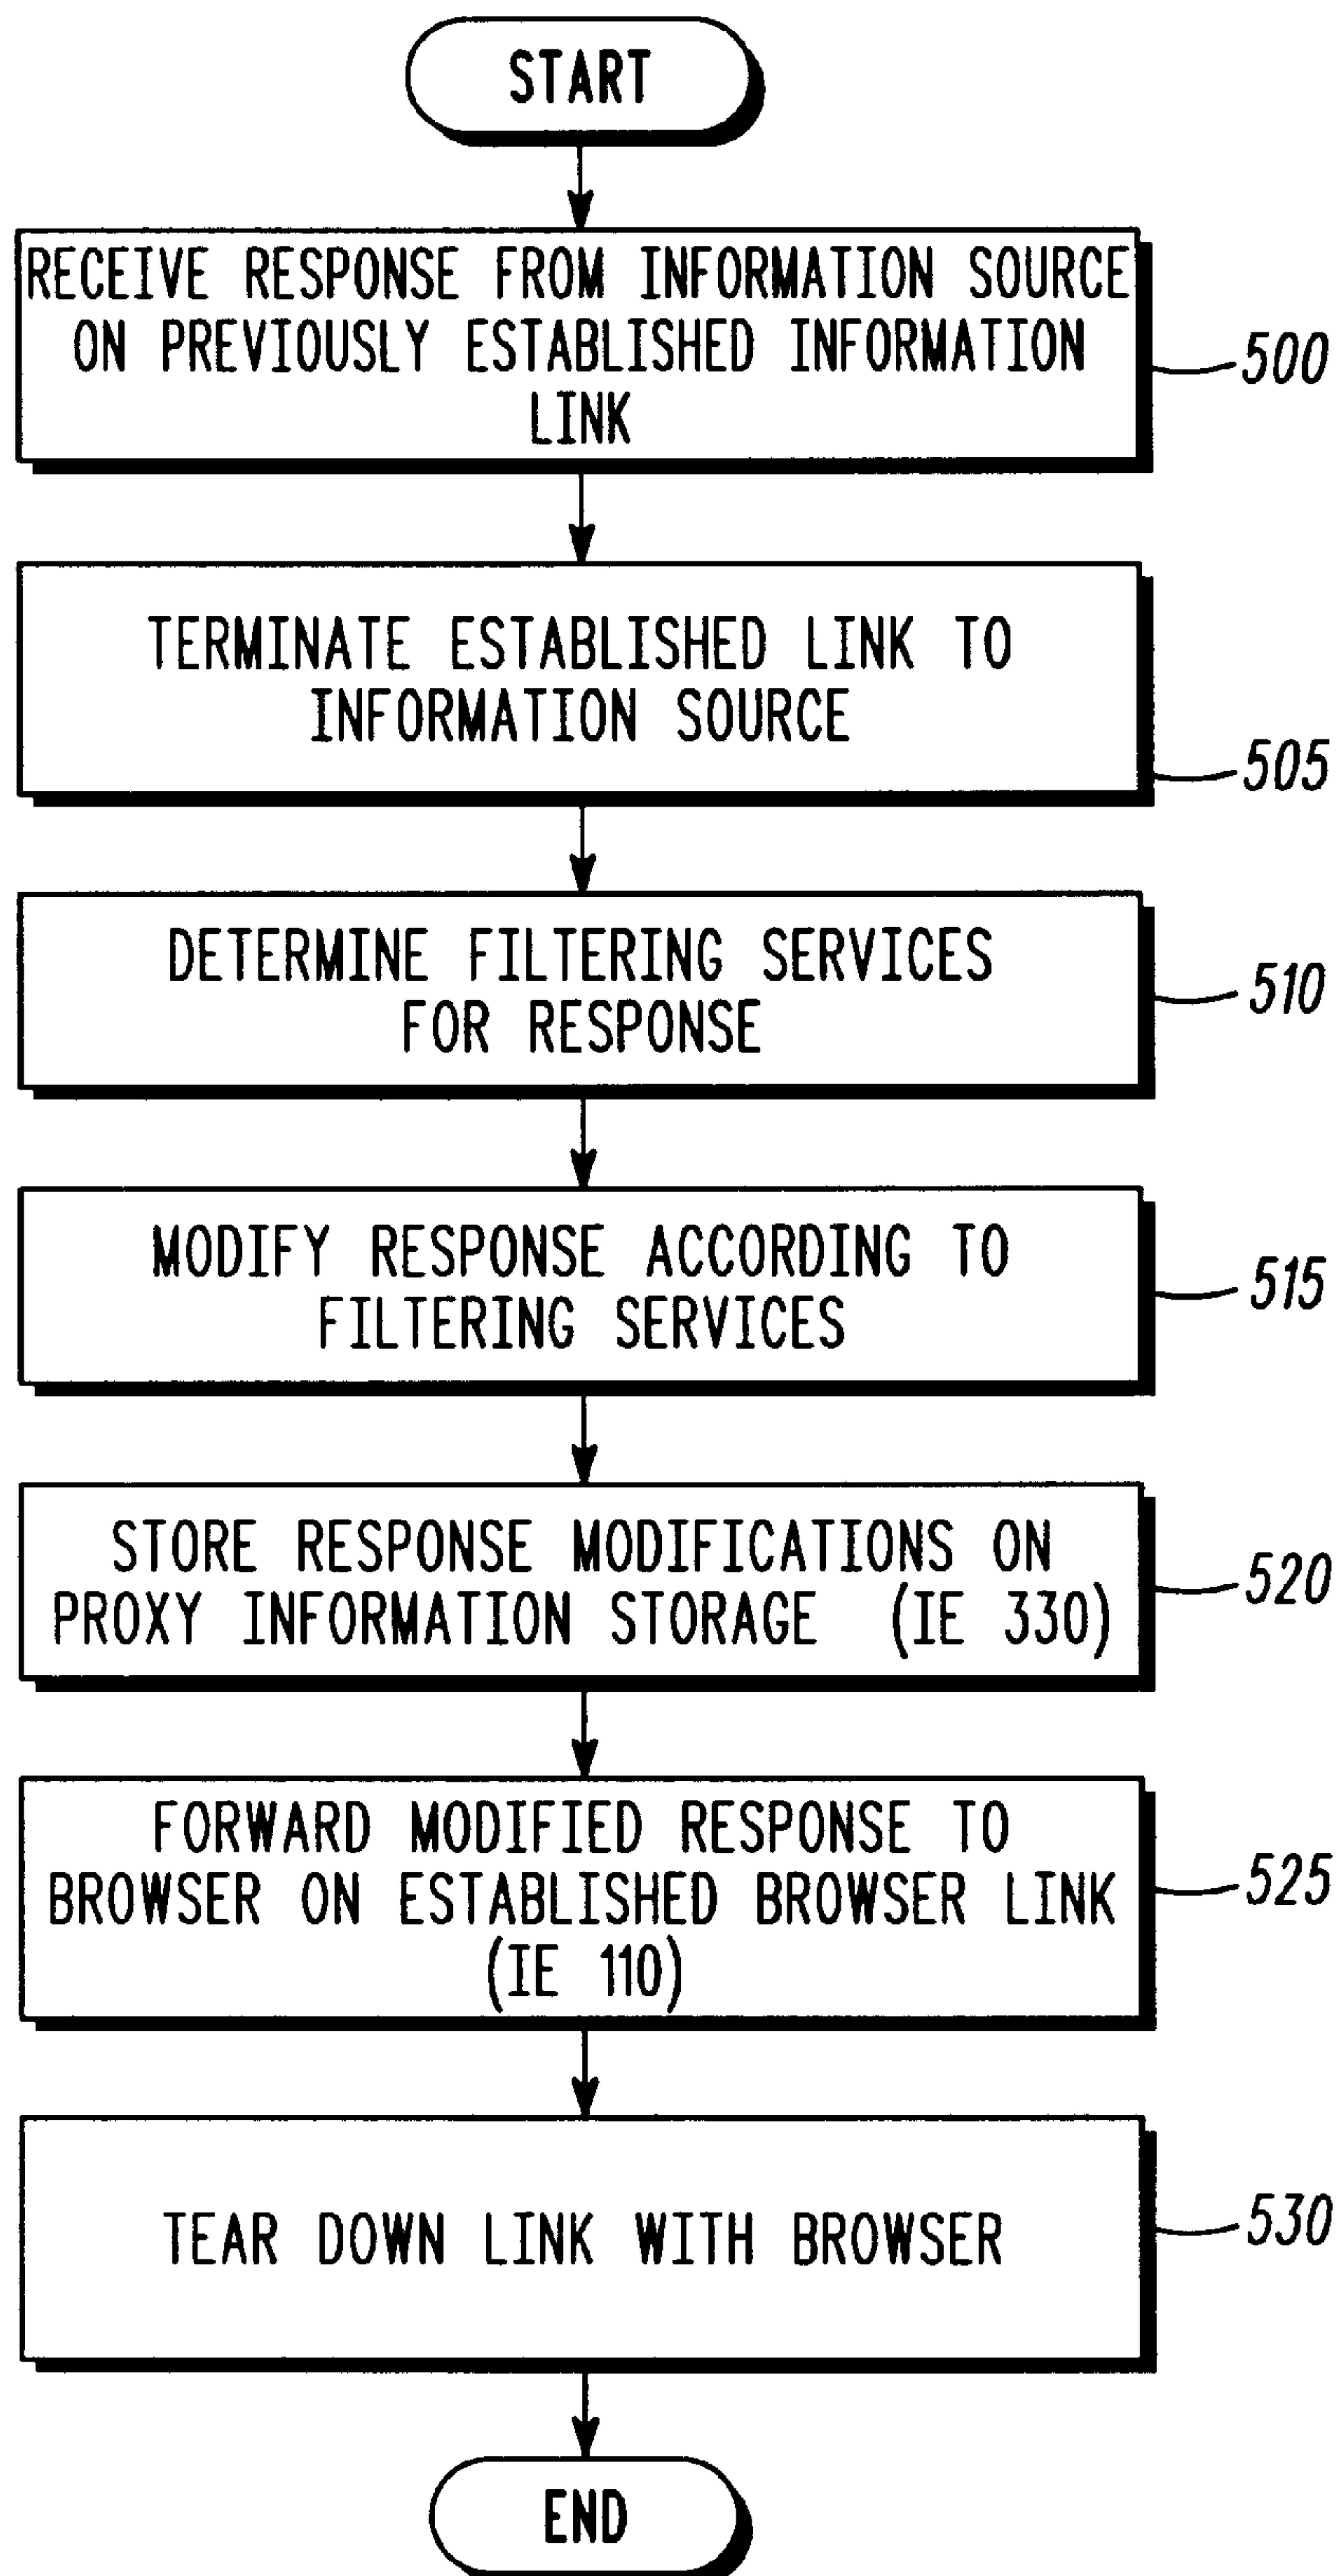 START
RECEIVE RESPONSE FROM INFORMATION SOURCE
ON PREVIOUSLY ESTABLISHED INFORMATION
LINK
500
TERMINATE ESTABLISHED LINK TO
INFORMATION SOURCE
505
DETERMINE FILTERING SERVICES
FOR RESPONSE
510
MODIFY RESPONSE ACCORDING TO
FILTERING SERVICES
515
STORE RESPONSE MODIFICATIONS ON
PROXY INFORMATION STORAGE (IE 330)
520
FORWARD MODIFIED RESPONSE TO
BROWSER ON ESTABLISHED BROWSER LINK
(IE 110)
525
TEAR DOWN LINK WITH BROWSER
530
END